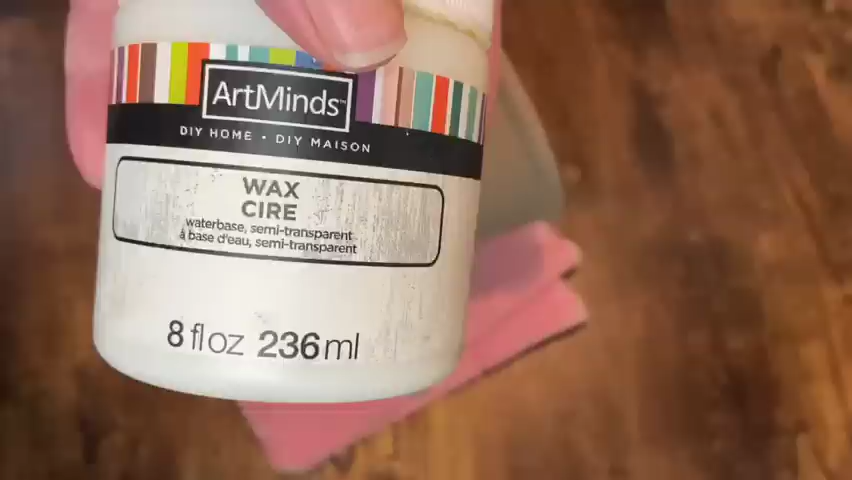 ArtMinds™
DIY HOME • DIY MAISON
WAX
CIRE
waterbase, semi-transparent
à base d'eau, semi-transparent
8 fl oz 236 ml